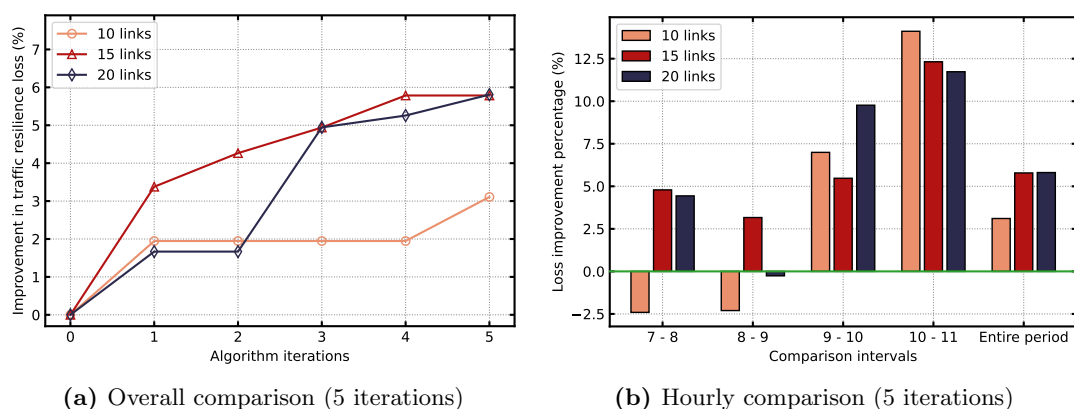 10 links
15 links
20 links
7
6
5
4
3
2
1
0
Improvement in traffic resilience loss (%)
0 1 2 3 4 5
Algorithm iterations
(a) Overall comparison (5 iterations)
10 links
15 links
20 links
12.5
10.0
7.5
5.0
2.5
0.0
−2.5
Loss improvement percentage (%)
7 - 8 8 - 9 9 - 10 10 - 11 Entire period
Comparison intervals
(b) Hourly comparison (5 iterations)